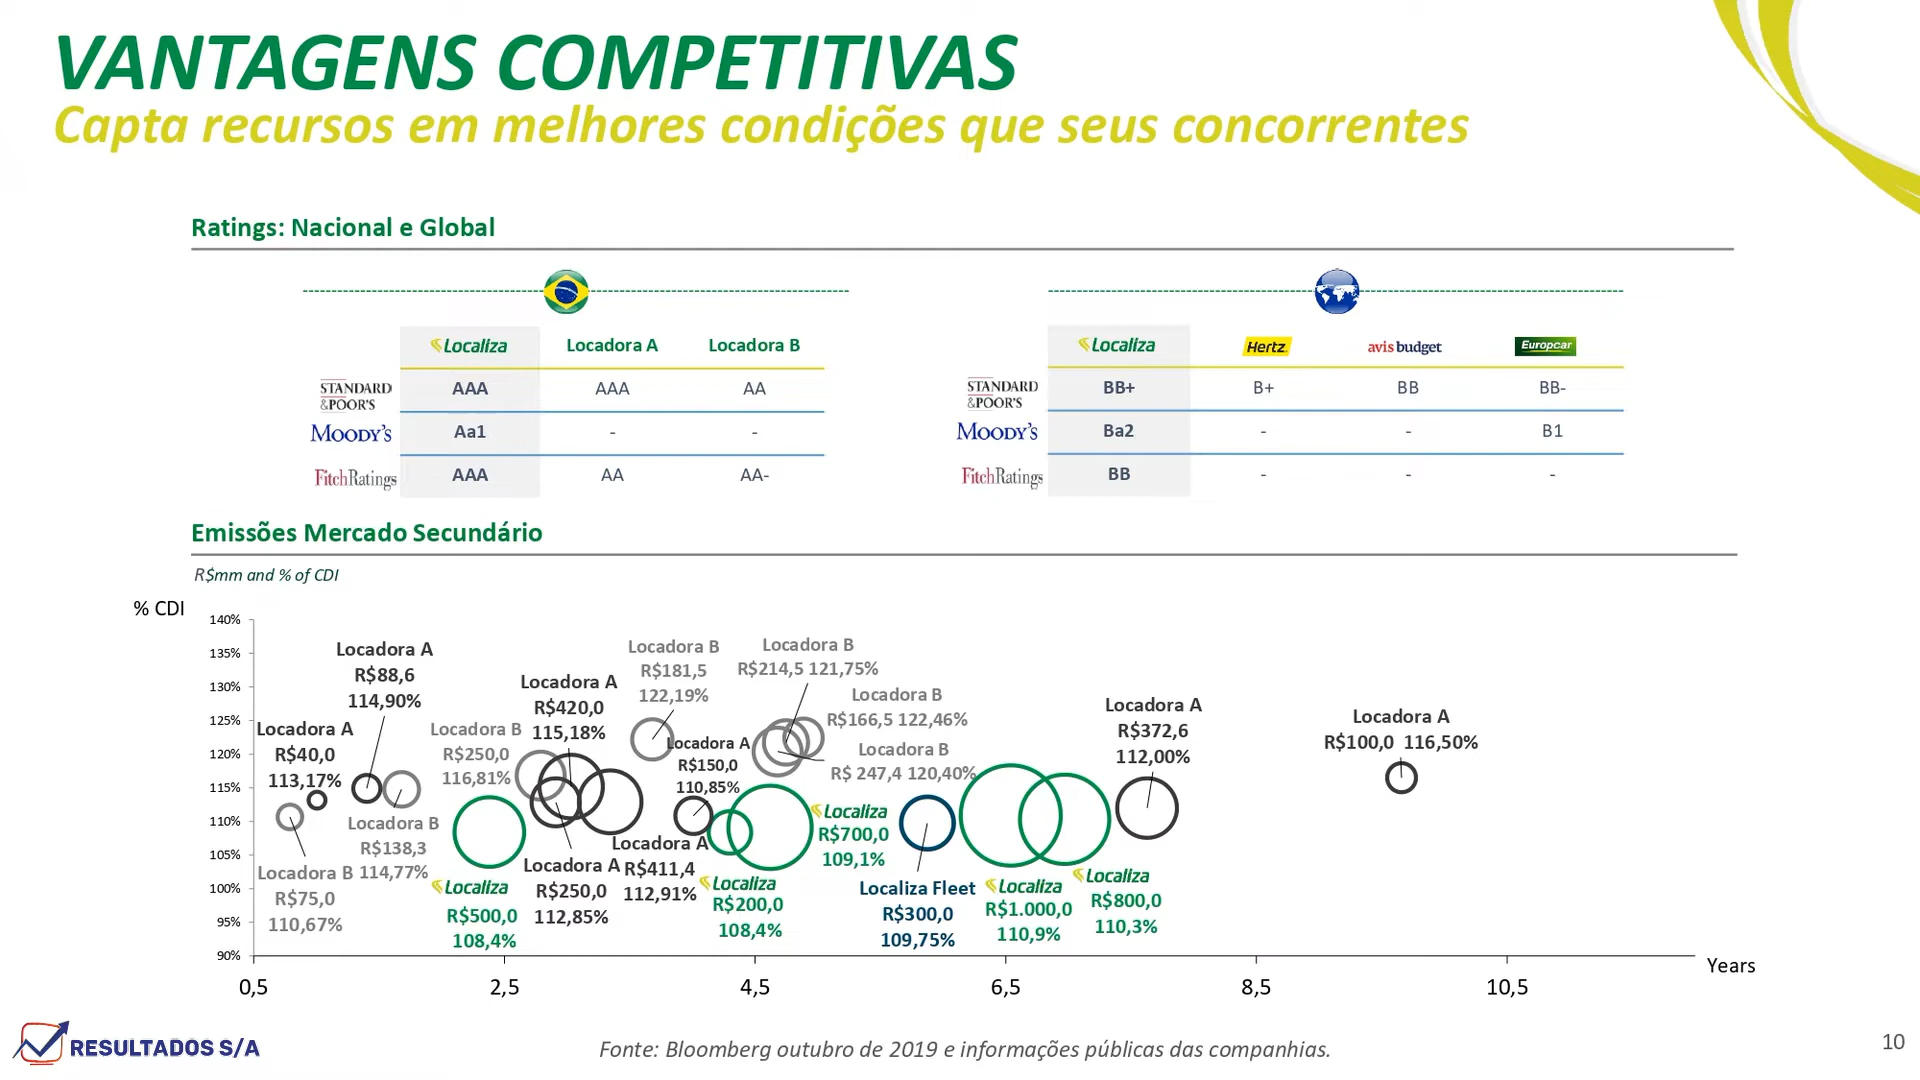 VANTAGENS COMPETITIVAS
Capta recursos em melhores condições que seus concorrentes
Ratings: Nacional e Global
Localiza Locadora A Locadora B
STANDARD &POOR'S AAA AAA AA
MOODY'S Aa1 - -
FitchRatings AAA AA AA-
Localiza Hertz. avis budget Europcar
STANDARD &POOR'S BB+ B+ BB BB-
MOODY'S Ba2 - - B1
FitchRatings BB - - -
Emissões Mercado Secundário
R$mm and % of CDI
% CDI
140%
135%
130%
125%
120%
115%
110%
105%
100%
95%
90%
Locadora A
R$40,0
113,17%
Locadora A
R$88,6
114,90%
Locadora B
R$75,0
110,67%
Locadora B
R$138,3
114,77%
Locadora B
R$250,0
116,81%
Localiza
R$500,0
108,4%
Locadora A
R$420,0
115,18%
Locadora A
R$250,0
112,85%
Locadora A
R$411,4
112,91%
Locadora B
R$181,5
122,19%
Locadora A
R$150,0
110,85%
Localiza
R$200,0
108,4%
Locadora B
R$214,5 121,75%
Locadora B
R$166,5 122,46%
Locadora B
R$ 247,4 120,40%
Localiza
R$700,0
109,1%
Localiza Fleet
R$300,0
109,75%
Localiza
R$1.000,0
110,9%
Localiza
R$800,0
110,3%
Locadora A
R$372,6
112,00%
Locadora A
R$100,0 116,50%
0,5 2,5 4,5 6,5 8,5 10,5
Years
RESULTADOS S/A
Fonte: Bloomberg outubro de 2019 e informações públicas das companhias.
10